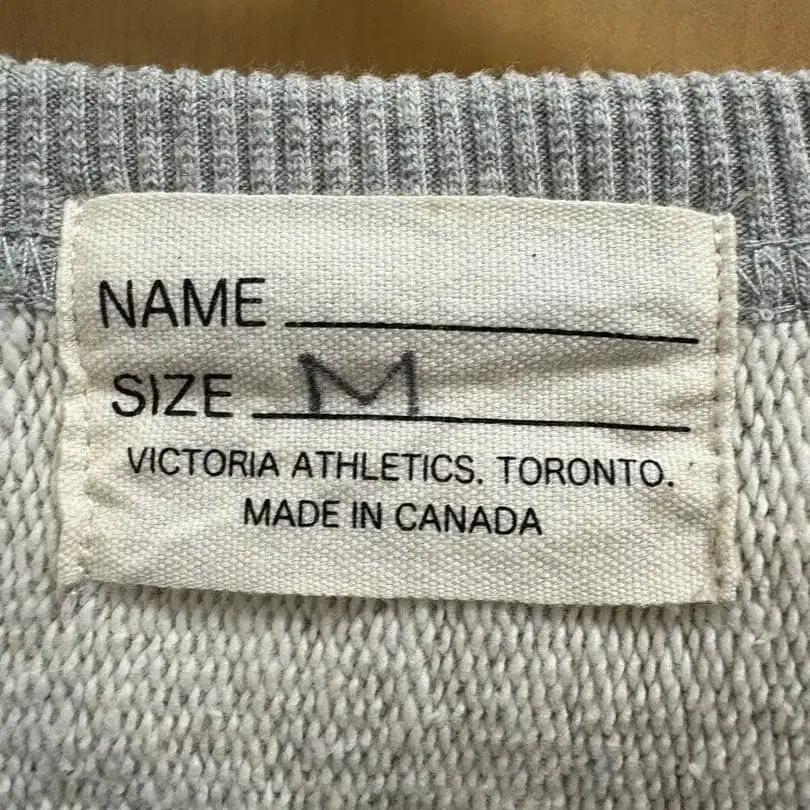 NAME
SIZE M
VICTORIA ATHLETICS. TORONTO.
MADE IN CANADA